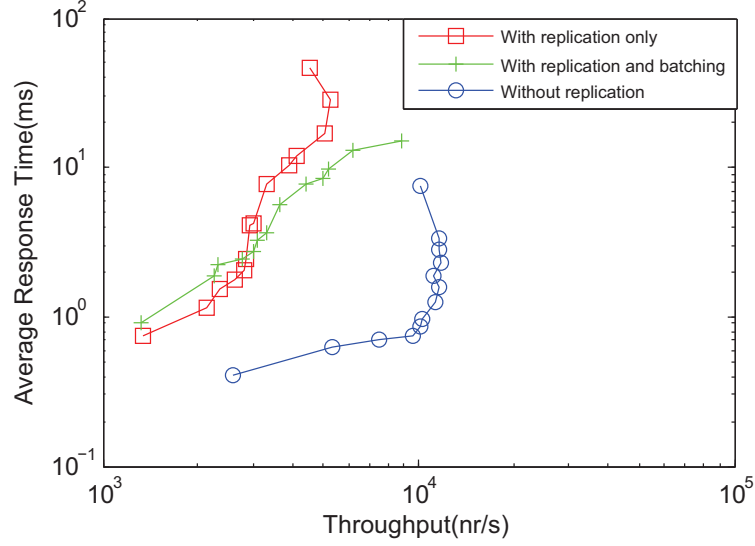 10^2
With replication only
With replication and batching
Without replication
10^1
10^0
10^-1
Average Response Time(ms)
10^3
10^4
10^5
Throughput(nr/s)